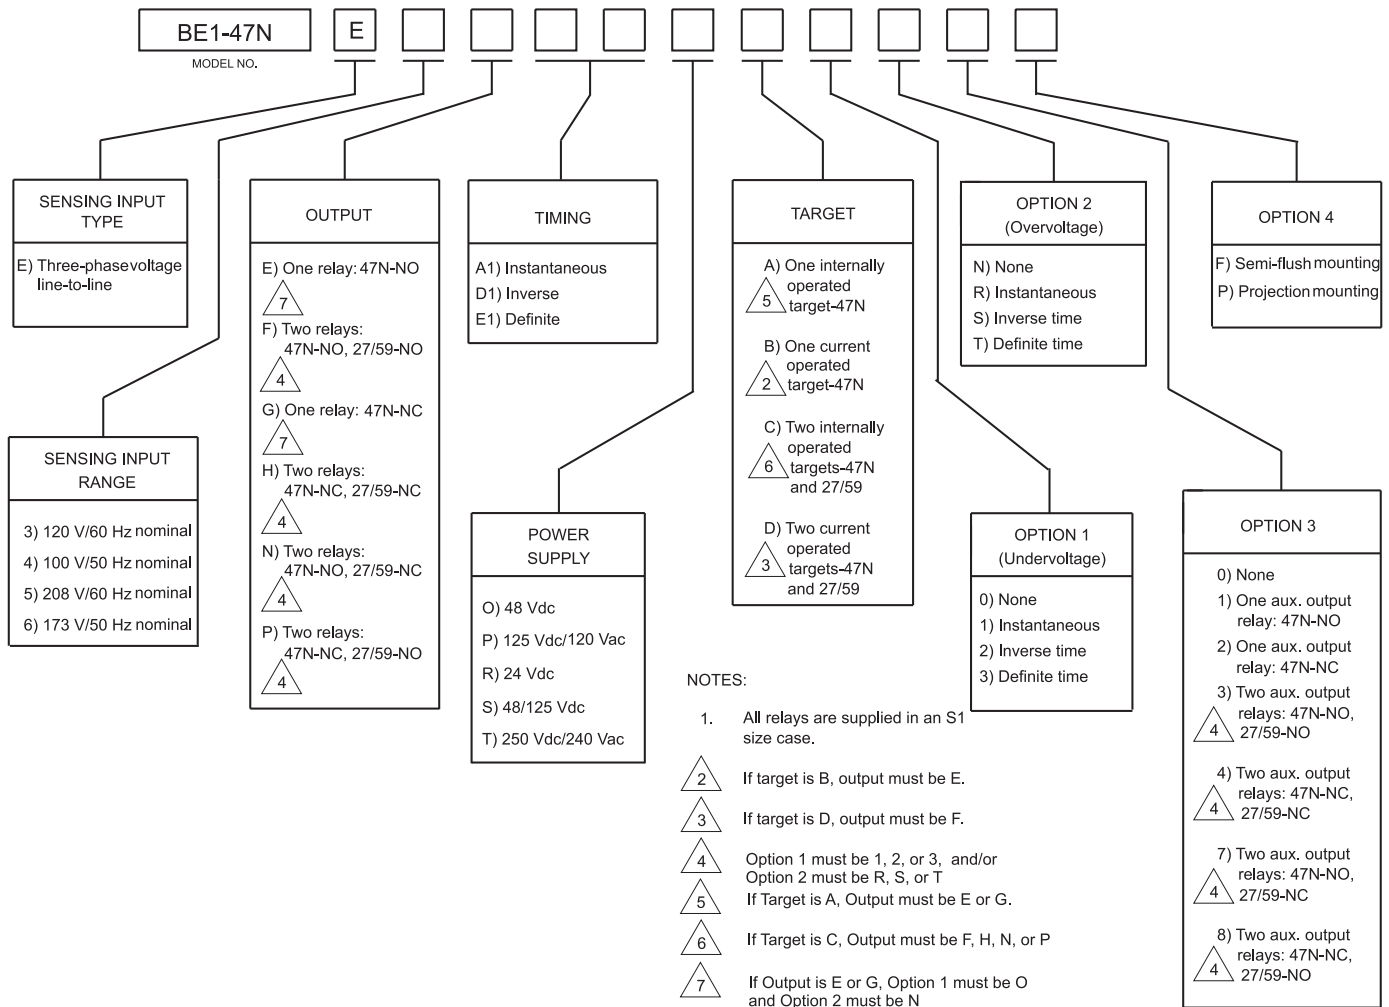 BE1-47N E
MODEL NO.
SENSING INPUT
TYPE
E) Three-phase voltage
line-to-line
SENSING INPUT
RANGE
3) 120 V/60 Hz nominal
4) 100 V/50 Hz nominal
5) 208 V/60 Hz nominal
6) 173 V/50 Hz nominal
OUTPUT
E) One relay: 47N-NO
7
F) Two relays:
47N-NO, 27/59-NO
4
G) One relay: 47N-NC
7
H) Two relays:
47N-NC, 27/59-NC
4
N) Two relays:
47N-NO, 27/59-NC
4
P) Two relays:
47N-NC, 27/59-NO
4
TIMING
A1) Instantaneous
D1) Inverse
E1) Definite
POWER
SUPPLY
O) 48 Vdc
P) 125 Vdc/120 Vac
R) 24 Vdc
S) 48/125 Vdc
T) 250 Vdc/240 Vac
TARGET
A) One internally
operated
5 target-47N
B) One current
operated
2 target-47N
C) Two internally
operated
6 targets-47N
and 27/59
D) Two current
operated
3 targets-47N
and 27/59
OPTION 1
(Undervoltage)
0) None
1) Instantaneous
2) Inverse time
3) Definite time
OPTION 2
(Overvoltage)
N) None
R) Instantaneous
S) Inverse time
T) Definite time
OPTION 3
0) None
1) One aux. output
relay: 47N-NO
2) One aux. output
relay: 47N-NC
3) Two aux. output
relays: 47N-NO,
4 27/59-NO
4) Two aux. output
relays: 47N-NC,
4 27/59-NC
7) Two aux. output
relays: 47N-NO,
4 27/59-NC
8) Two aux. output
relays: 47N-NC,
4 27/59-NO
OPTION 4
F) Semi-flush mounting
P) Projection mounting
NOTES:
1. All relays are supplied in an S1
size case.
2 If target is B, output must be E.
3 If target is D, output must be F.
4 Option 1 must be 1, 2, or 3, and/or
Option 2 must be R, S, or T
5 If Target is A, Output must be E or G.
6 If Target is C, Output must be F, H, N, or P
7 If Output is E or G, Option 1 must be O
and Option 2 must be N